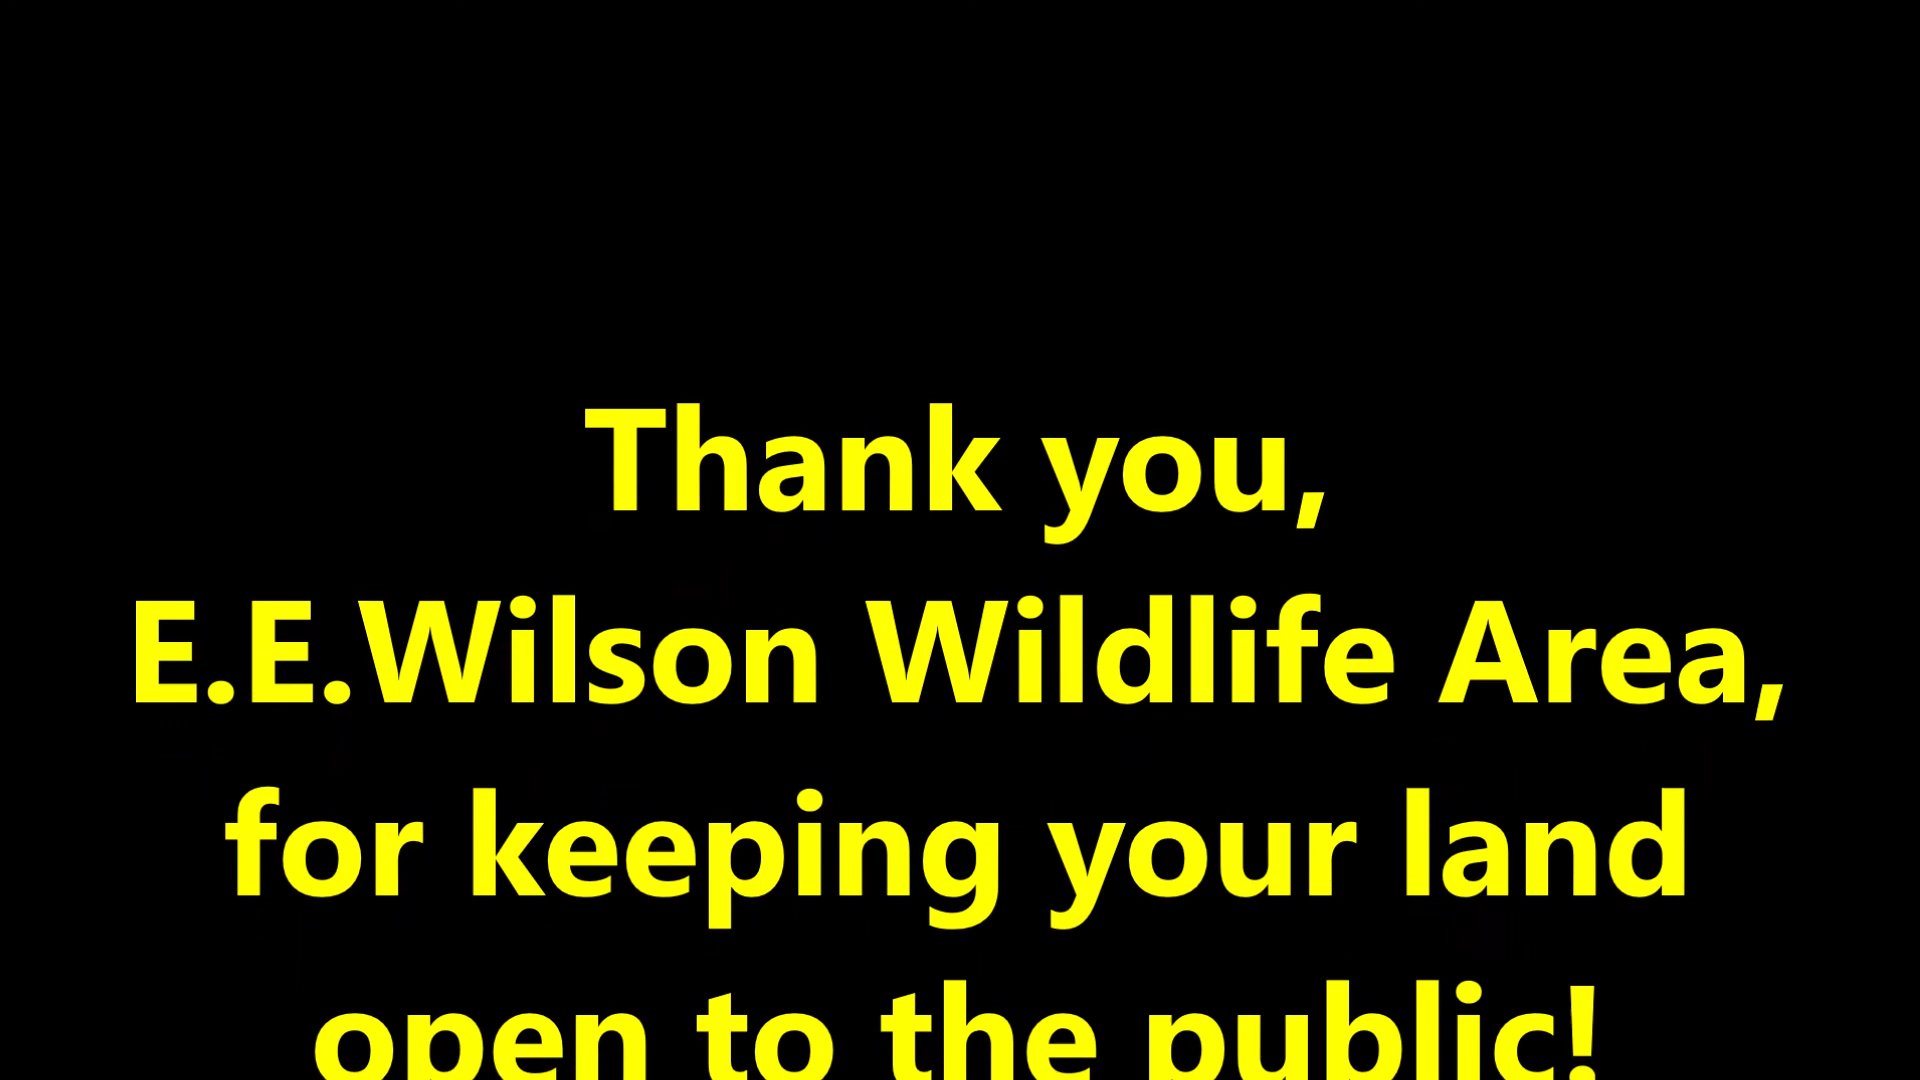 Thank you,
E.E.Wilson Wildlife Area,
for keeping your land
open to the public!